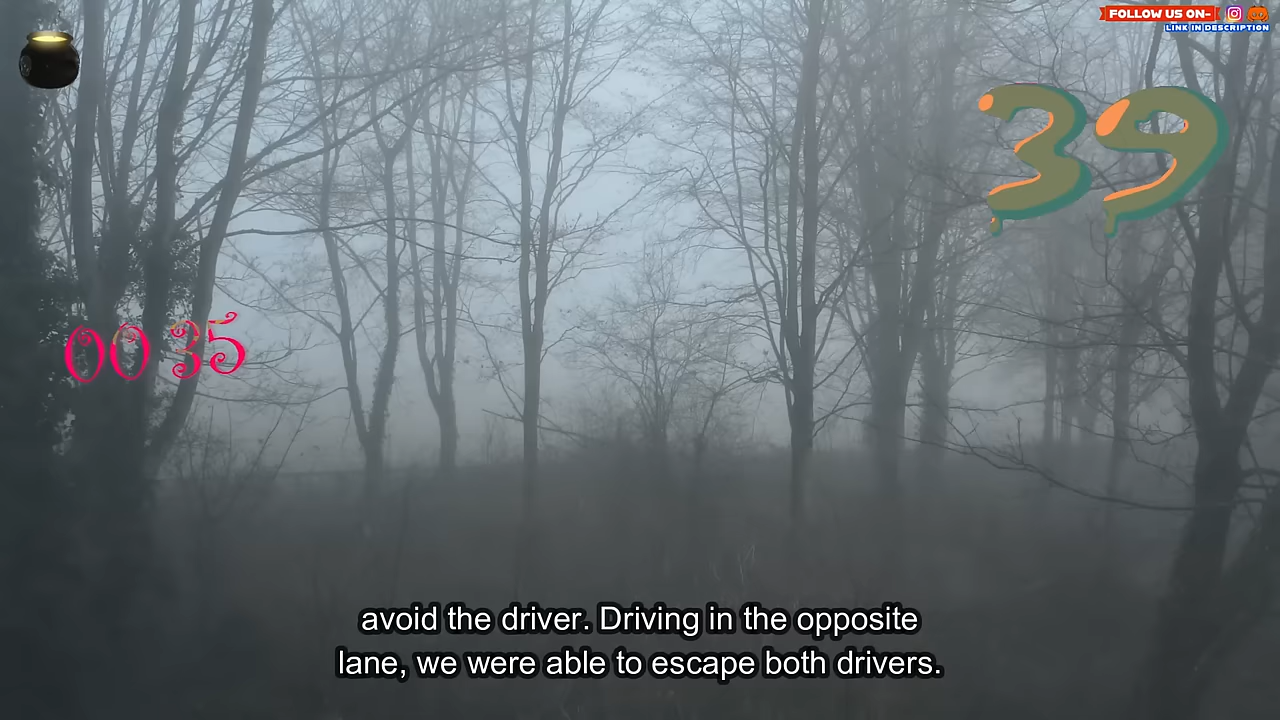 FOLLOW US ON-
LINK IN DESCRIPTION
39
00 35
avoid the driver. Driving in the opposite
lane, we were able to escape both drivers.